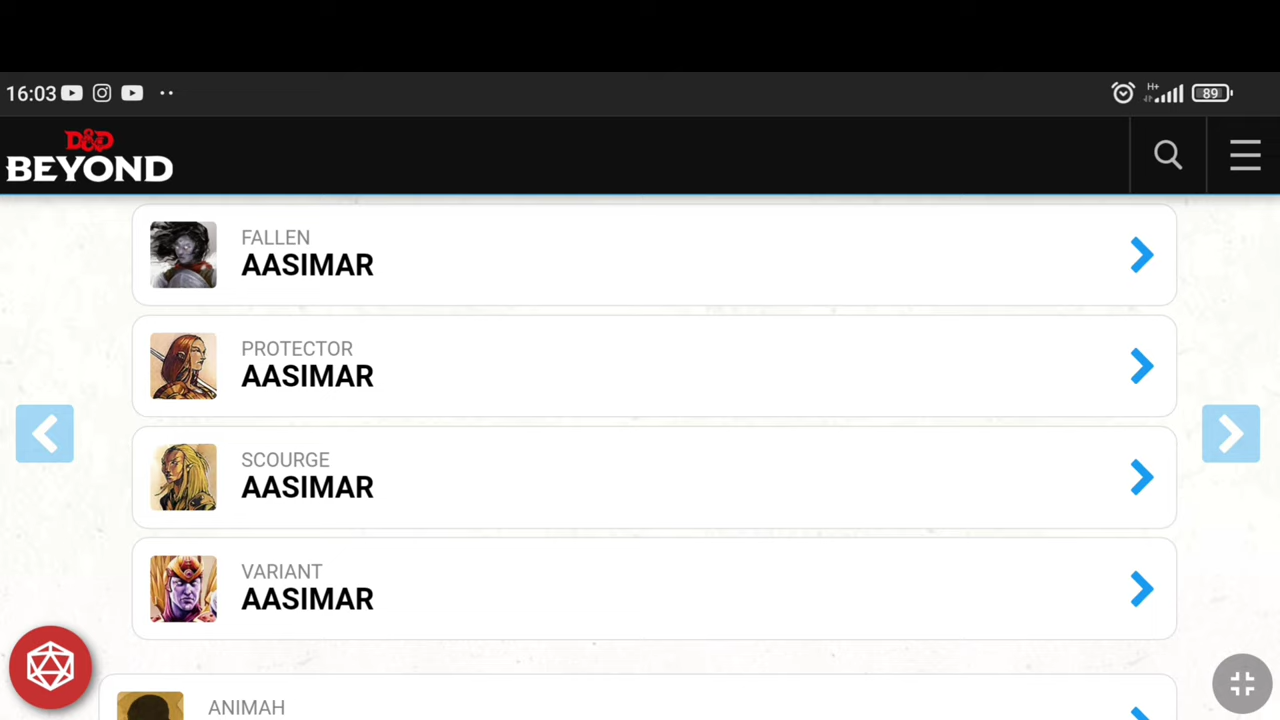 16:03
H+
89
D&D
BEYOND
FALLEN
AASIMAR
PROTECTOR
AASIMAR
SCOURGE
AASIMAR
VARIANT
AASIMAR
ANIMAH